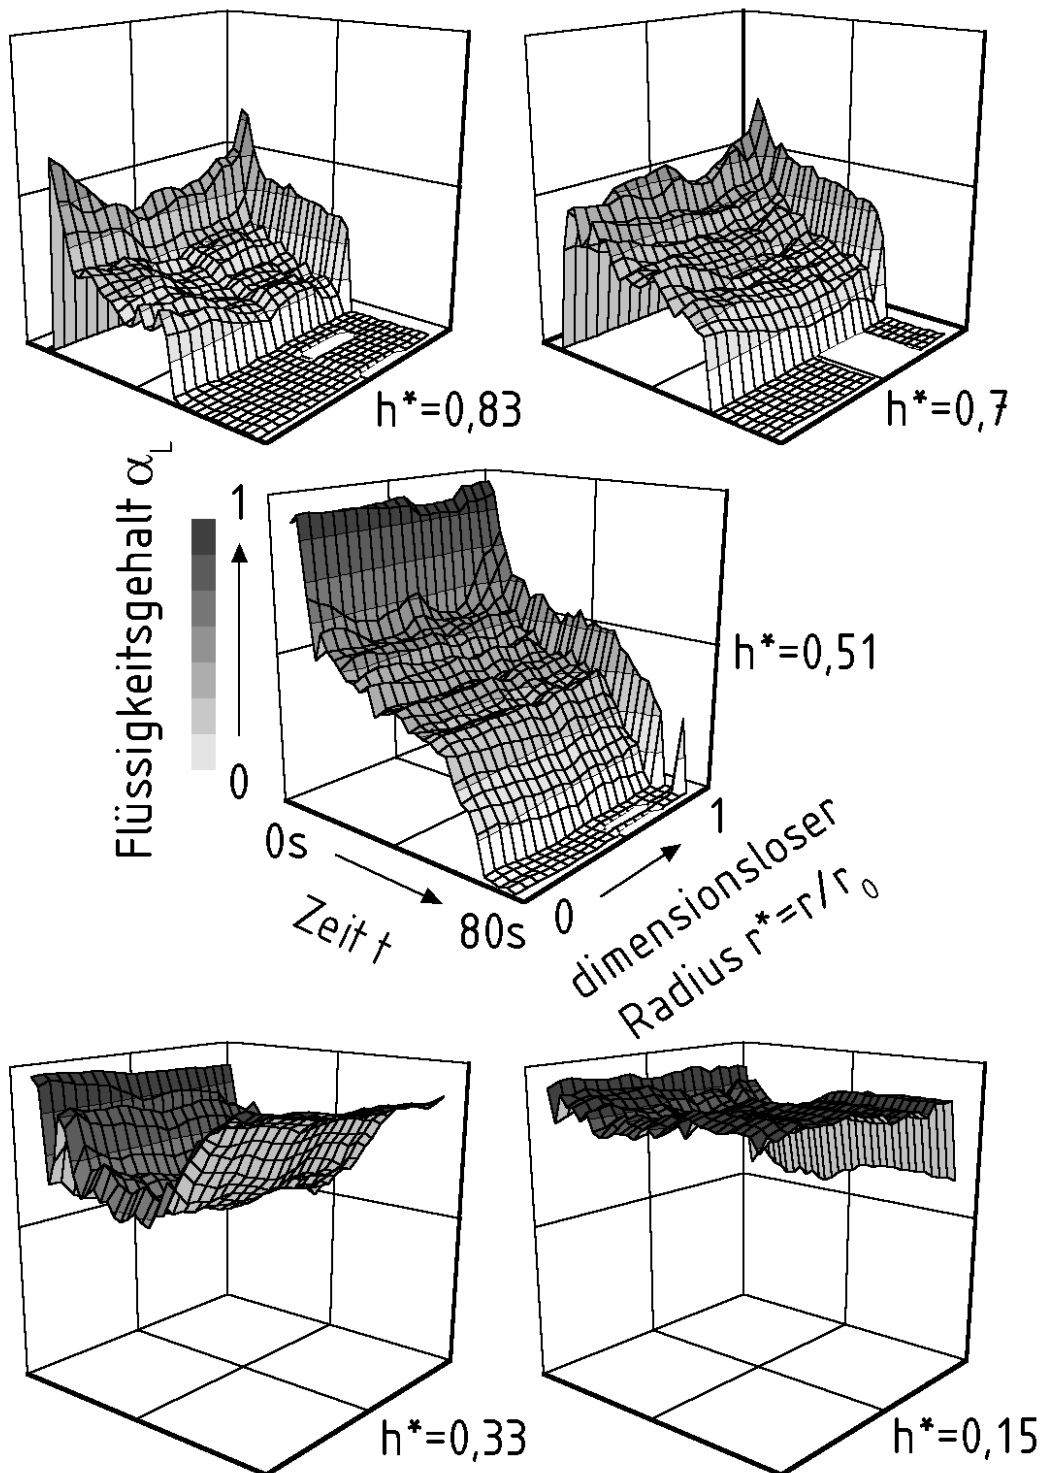 h*=0,83
h*=0,7
Flüssigkeitsgehalt α_L
1
0
h*=0,51
0s
Zeit t
80s
0
1
dimensionsloser
Radius r*=r/r_0
h*=0,33
h*=0,15